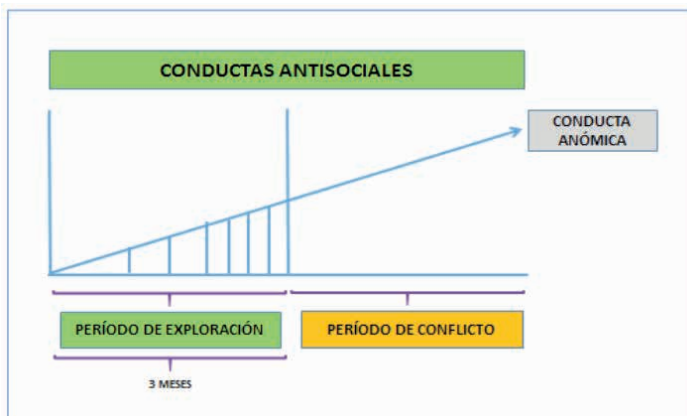 CONDUCTAS ANTISOCIALES
CONDUCTA
ANÓMICA
PERÍODO DE EXPLORACIÓN
PERÍODO DE CONFLICTO
3 MESES